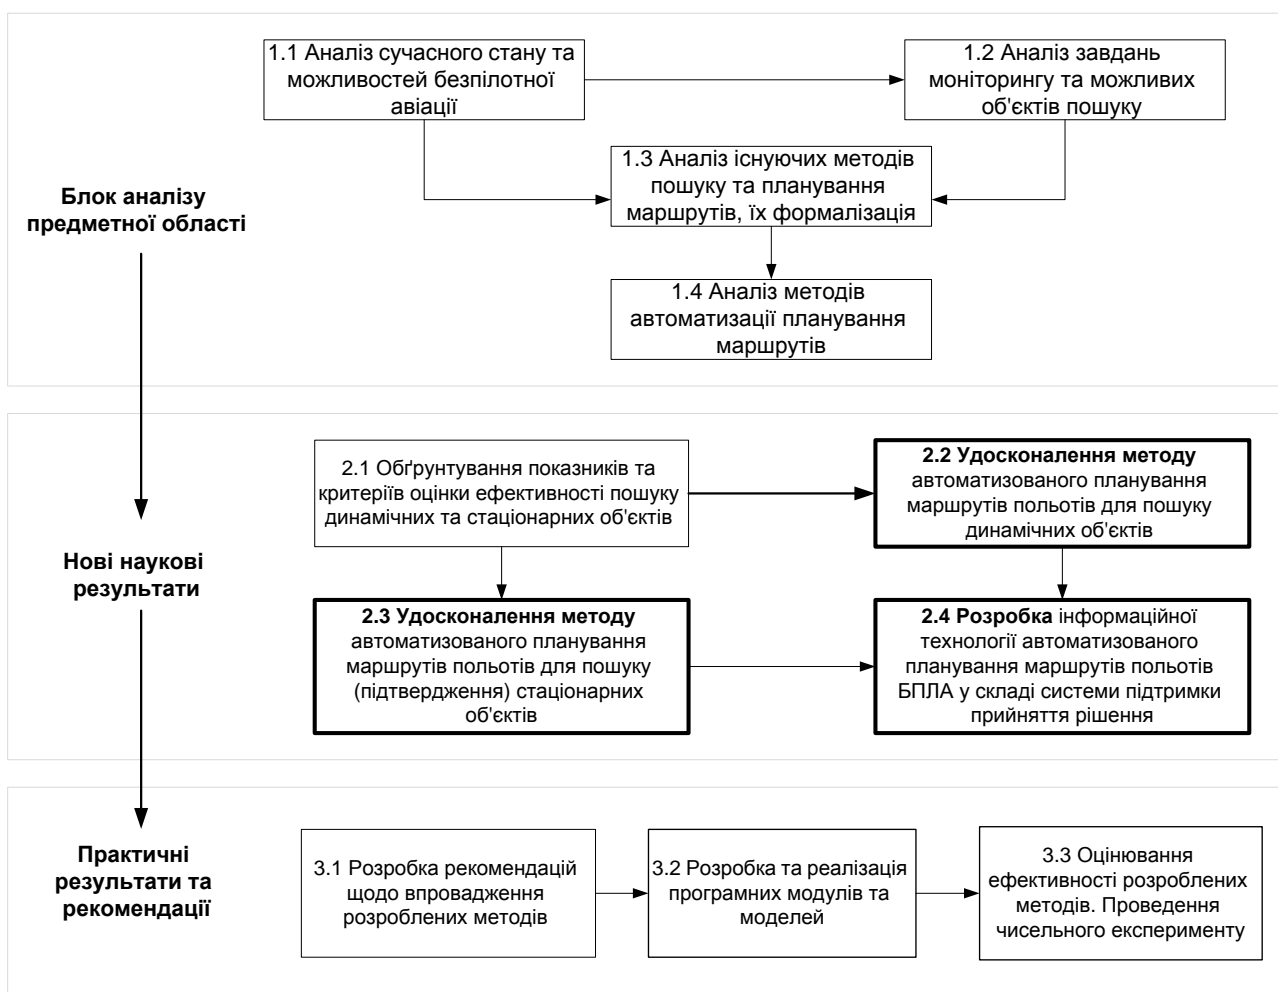 1.1 Аналіз сучасного стану та
можливостей безпілотної
авіації
1.2 Аналіз завдань
моніторингу та можливих
об'єктів пошуку
1.3 Аналіз існуючих методів
пошуку та планування
маршрутів, їх формалізація
1.4 Аналіз методів
автоматизації планування
маршрутів
Блок аналізу
предметної області
2.1 Обґрунтування показників та
критеріїв оцінки ефективності пошуку
динамічних та стаціонарних об'єктів
2.2 Удосконалення методу
автоматизованого планування
маршрутів польотів для пошуку
динамічних об'єктів
Нові наукові
результати
2.3 Удосконалення методу
автоматизованого планування
маршрутів польотів для пошуку
(підтвердження) стаціонарних
об'єктів
2.4 Розробка інформаційної
технології автоматизованого
планування маршрутів польотів
БПЛА у складі системи підтримки
прийняття рішення
Практичні
результати та
рекомендації
3.1 Розробка рекомендацій
щодо впровадження
розроблених методів
3.2 Розробка та реалізація
програмних модулів та
моделей
3.3 Оцінювання
ефективності розроблених
методів. Проведення
чисельного експерименту